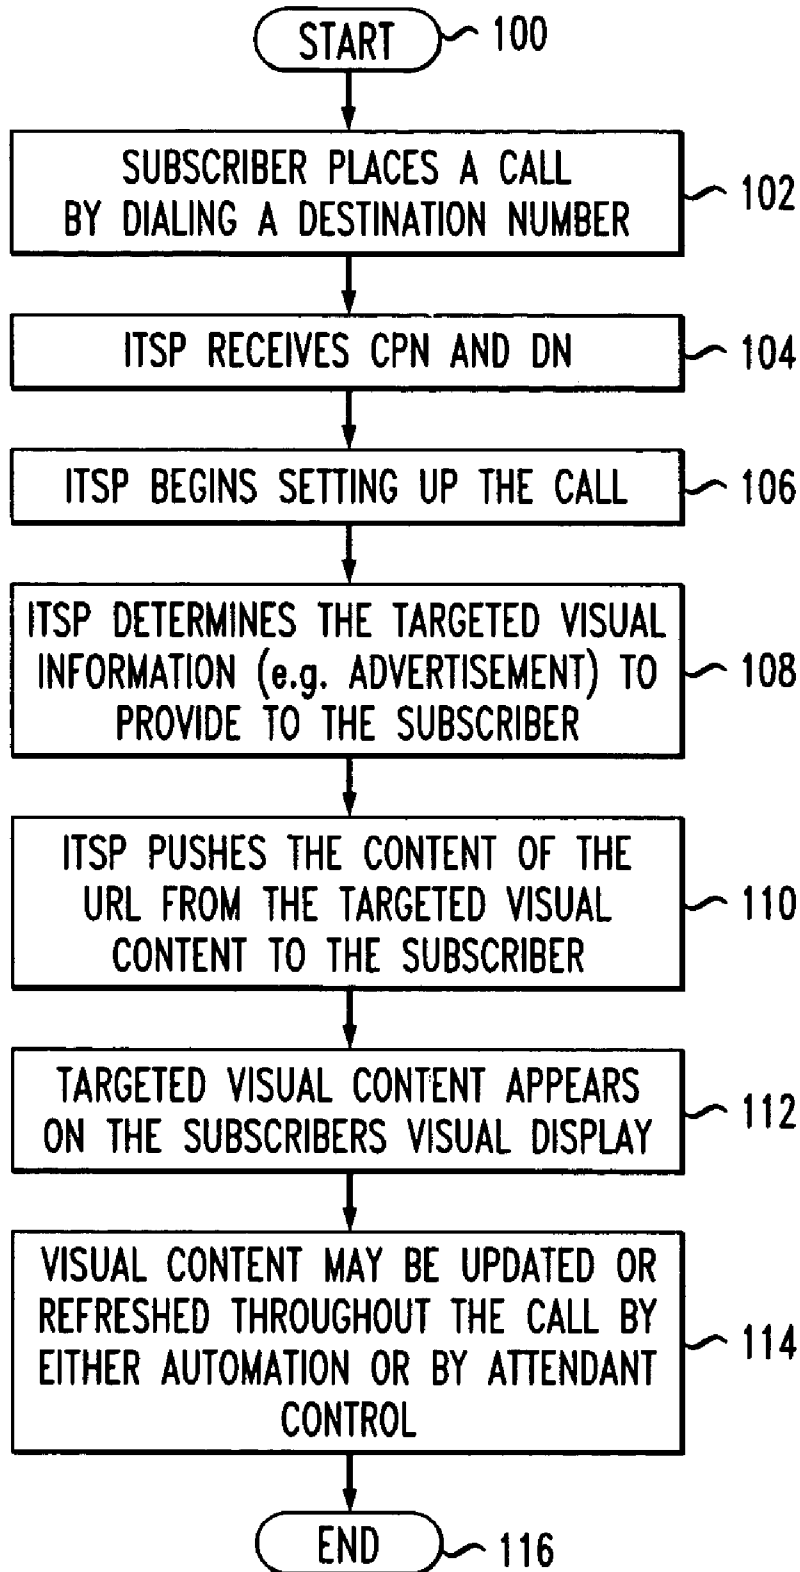 START
100
SUBSCRIBER PLACES A CALL
BY DIALING A DESTINATION NUMBER
102
ITSP RECEIVES CPN AND DN
104
ITSP BEGINS SETTING UP THE CALL
106
ITSP DETERMINES THE TARGETED VISUAL
INFORMATION (e.g. ADVERTISEMENT) TO
PROVIDE TO THE SUBSCRIBER
108
ITSP PUSHES THE CONTENT OF THE
URL FROM THE TARGETED VISUAL
CONTENT TO THE SUBSCRIBER
110
TARGETED VISUAL CONTENT APPEARS
ON THE SUBSCRIBERS VISUAL DISPLAY
112
VISUAL CONTENT MAY BE UPDATED OR
REFRESHED THROUGHOUT THE CALL BY
EITHER AUTOMATION OR BY ATTENDANT
CONTROL
114
END
116